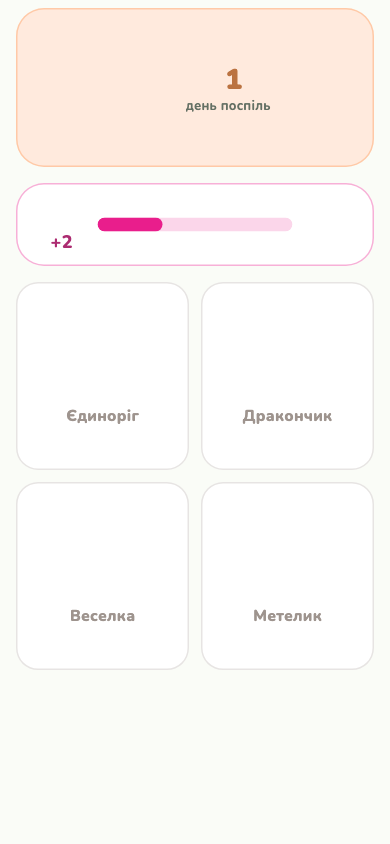 1
день поспіль
+2
Єдиноріг
Дракончик
Веселка
Метелик